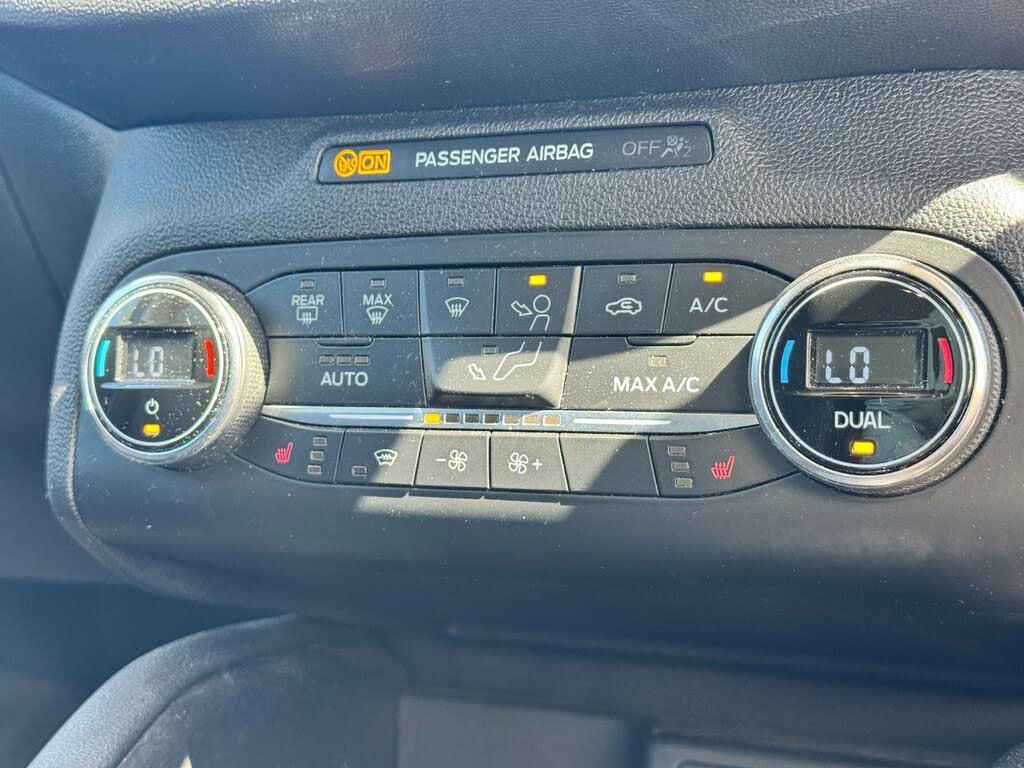 ON PASSENGER AIRBAG OFF
REAR MAX A/C
AUTO MAX A/C
LO LO
DUAL
- +